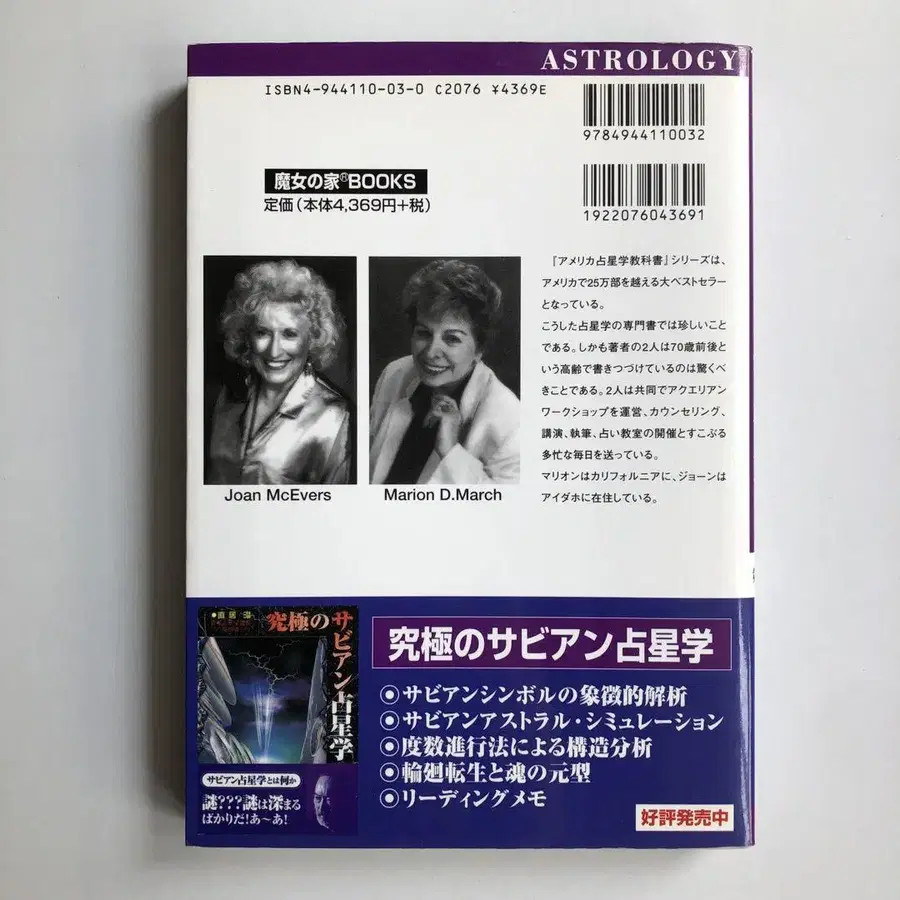 ASTROLOGY
ISBN4-944110-03-0 C2076 ¥4369E
9784944110032
魔女の家®BOOKS
定価(本体4,369円+税)
1922076043691
『アメリカ占星学教科書』シリーズは、
アメリカで25万部を越える大ベストセラー
となっている。
こうした占星学の専門書では珍しいこと
である。しかも著者の2人は70歳前後と
いう高齢で書きつづけているのは驚くべ
きことである。2人は共同でアクエリアン
ワークショップを運営、カウンセリング、
講演、執筆、占い教室の開催とすこぶる
多忙な毎日を送っている。
マリオンはカリフォルニアに、ジョーンは
アイダホに在住している。
Joan McEvers
Marion D.March
究極のサビアン占星学
サビアン占星学とは何か
謎???謎は深まる
ばかりだ!あ〜あ!
究極のサビアン占星学
◉サビアンシンボルの象徴的解析
◉サビアンアストラル・シミュレーション
◉度数進行法による構造分析
◉輪廻転生と魂の元型
◉リーディングメモ
好評発売中